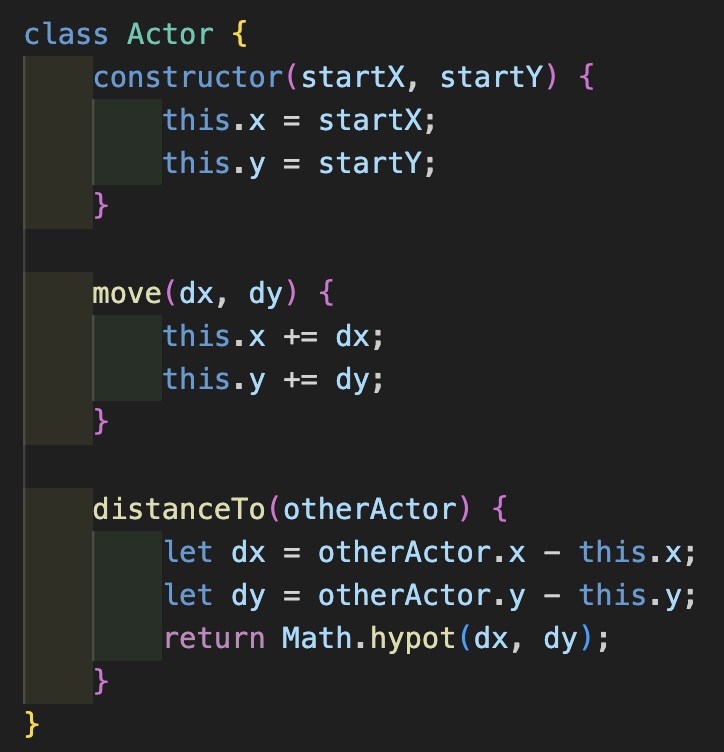 class Actor {
    constructor(startX, startY) {
        this.x = startX;
        this.y = startY;
    }

    move(dx, dy) {
        this.x += dx;
        this.y += dy;
    }

    distanceTo(otherActor) {
        let dx = otherActor.x - this.x;
        let dy = otherActor.y - this.y;
        return Math.hypot(dx, dy);
    }
}